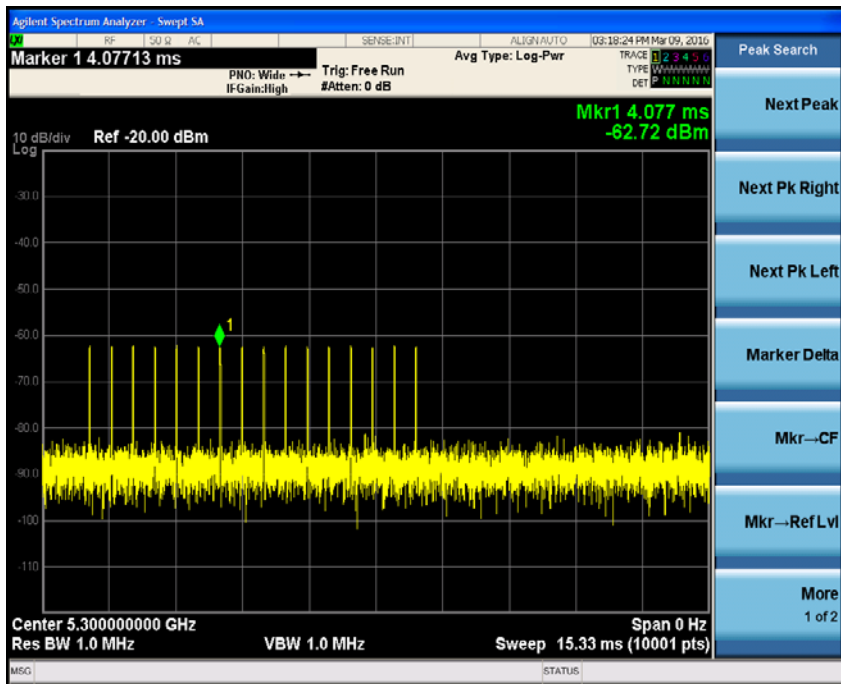 Agilent Spectrum Analyzer - Swept SA
LXI RF 50 Ω AC SENSE:INT ALIGNAUTO 03:18:24 PM Mar 09, 2016
Marker 1 4.07713 ms
PNO: Wide
IFGain:High
Trig: Free Run
#Atten: 0 dB
Avg Type: Log-Pwr
TRACE 1 2 3 4 5 6
TYPE WWWWWW
DET P N N N N N
Mkr1 4.077 ms
-62.72 dBm
10 dB/div Ref -20.00 dBm
Log
-30.0
-40.0
-50.0
-60.0
-70.0
-80.0
-90.0
-100
-110
1
Center 5.300000000 GHz
Span 0 Hz
Res BW 1.0 MHz
VBW 1.0 MHz
Sweep 15.33 ms (10001 pts)
MSG
STATUS
Peak Search
Next Peak
Next Pk Right
Next Pk Left
Marker Delta
Mkr→CF
Mkr→Ref Lvl
More
1 of 2